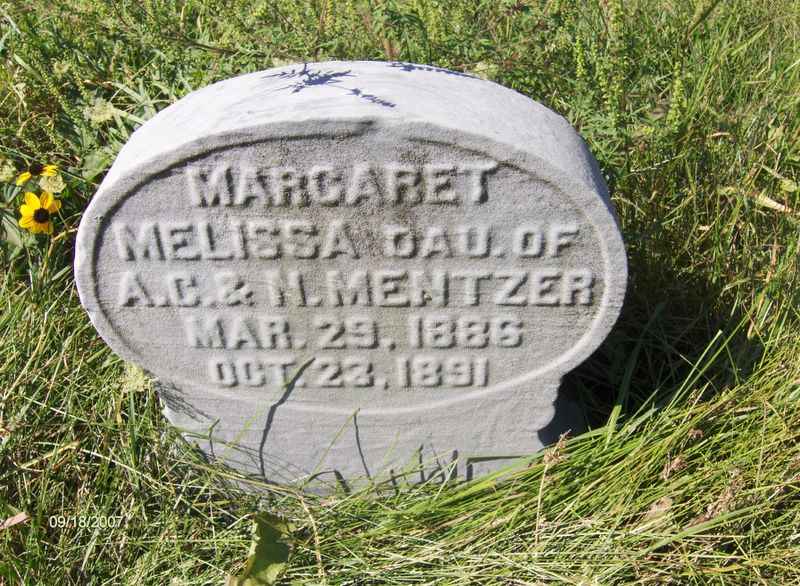 MARGARET
MELISSA DAU. OF
A.C. & N. MENTZER
MAR. 29, 1886
OCT. 23, 1891
09/18/2007